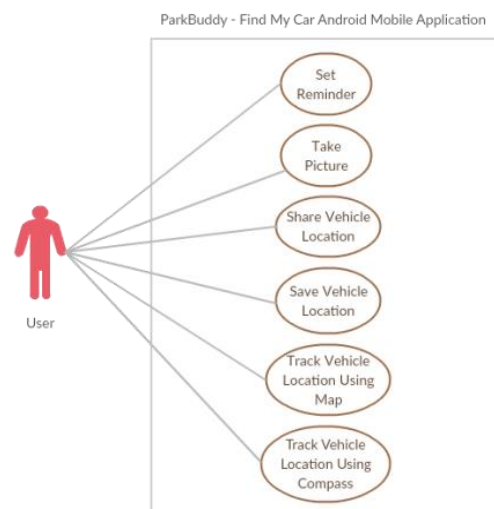 ParkBuddy - Find My Car Android Mobile Application
Set
Reminder
Take
Picture
Share Vehicle
Location
Save Vehicle
Location
User
Track Vehicle
Location Using
Map
Track Vehicle
Location Using
Compass